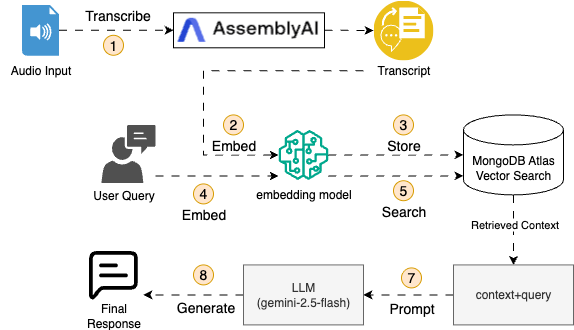 Transcribe
1
AssemblyAI
Audio Input
Transcript
2
Embed
3
Store
MongoDB Atlas
Vector Search
User Query
4
Embed
embedding model
5
Search
Retrieved Context
8
Generate
LLM
(gemini-2.5-flash)
7
Prompt
context+query
Final
Response